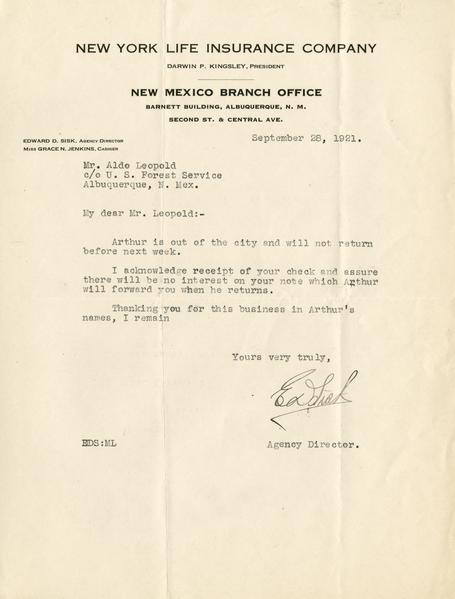 NEW YORK LIFE INSURANCE COMPANY
DARWIN P. KINGSLEY, PRESIDENT
NEW MEXICO BRANCH OFFICE
BARNETT BUILDING, ALBUQUERQUE, N. M.
SECOND ST. & CENTRAL AVE.
EDWARD D. SISK, AGENCY DIRECTOR
MISS GRACE N. JENKINS, CASHIER
September 28, 1921.
Mr. Aldo Leopold
c/o U. S. Forest Service
Albuquerque, N. Mex.
My dear Mr. Leopold:-
Arthur is out of the city and will not return
before next week.
I acknowledge receipt of your check and assure
there will be no interest on your note which Arthur
will forward you when he returns.
Thanking you for this business in Arthur's
names, I remain
Yours very truly,
Ed Sisk
EDS:ML
Agency Director.